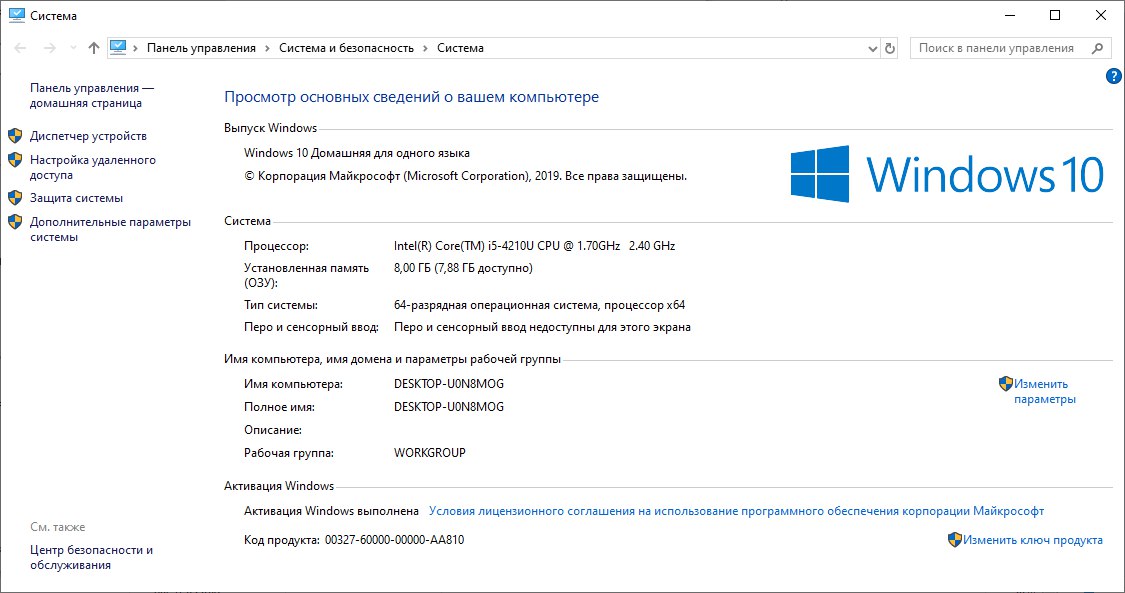 Система
Панель управления › Система и безопасность › Система
Поиск в панели управления
?
Панель управления —
домашняя страница
Диспетчер устройств
Настройка удаленного
доступа
Защита системы
Дополнительные параметры
системы
См. также
Центр безопасности и
обслуживания
Просмотр основных сведений о вашем компьютере
Выпуск Windows
Windows 10 Домашняя для одного языка
© Корпорация Майкрософт (Microsoft Corporation), 2019. Все права защищены.
Windows 10
Система
Процессор: Intel(R) Core(TM) i5-4210U CPU @ 1.70GHz 2.40 GHz
Установленная память 8,00 ГБ (7,88 ГБ доступно)
(ОЗУ):
Тип системы: 64-разрядная операционная система, процессор x64
Перо и сенсорный ввод: Перо и сенсорный ввод недоступны для этого экрана
Имя компьютера, имя домена и параметры рабочей группы
Имя компьютера: DESKTOP-U0N8MOG
Изменить
параметры
Полное имя: DESKTOP-U0N8MOG
Описание:
Рабочая группа: WORKGROUP
Активация Windows
Активация Windows выполнена Условия лицензионного соглашения на использование программного обеспечения корпорации Майкрософт
Код продукта: 00327-60000-00000-AA810
Изменить ключ продукта